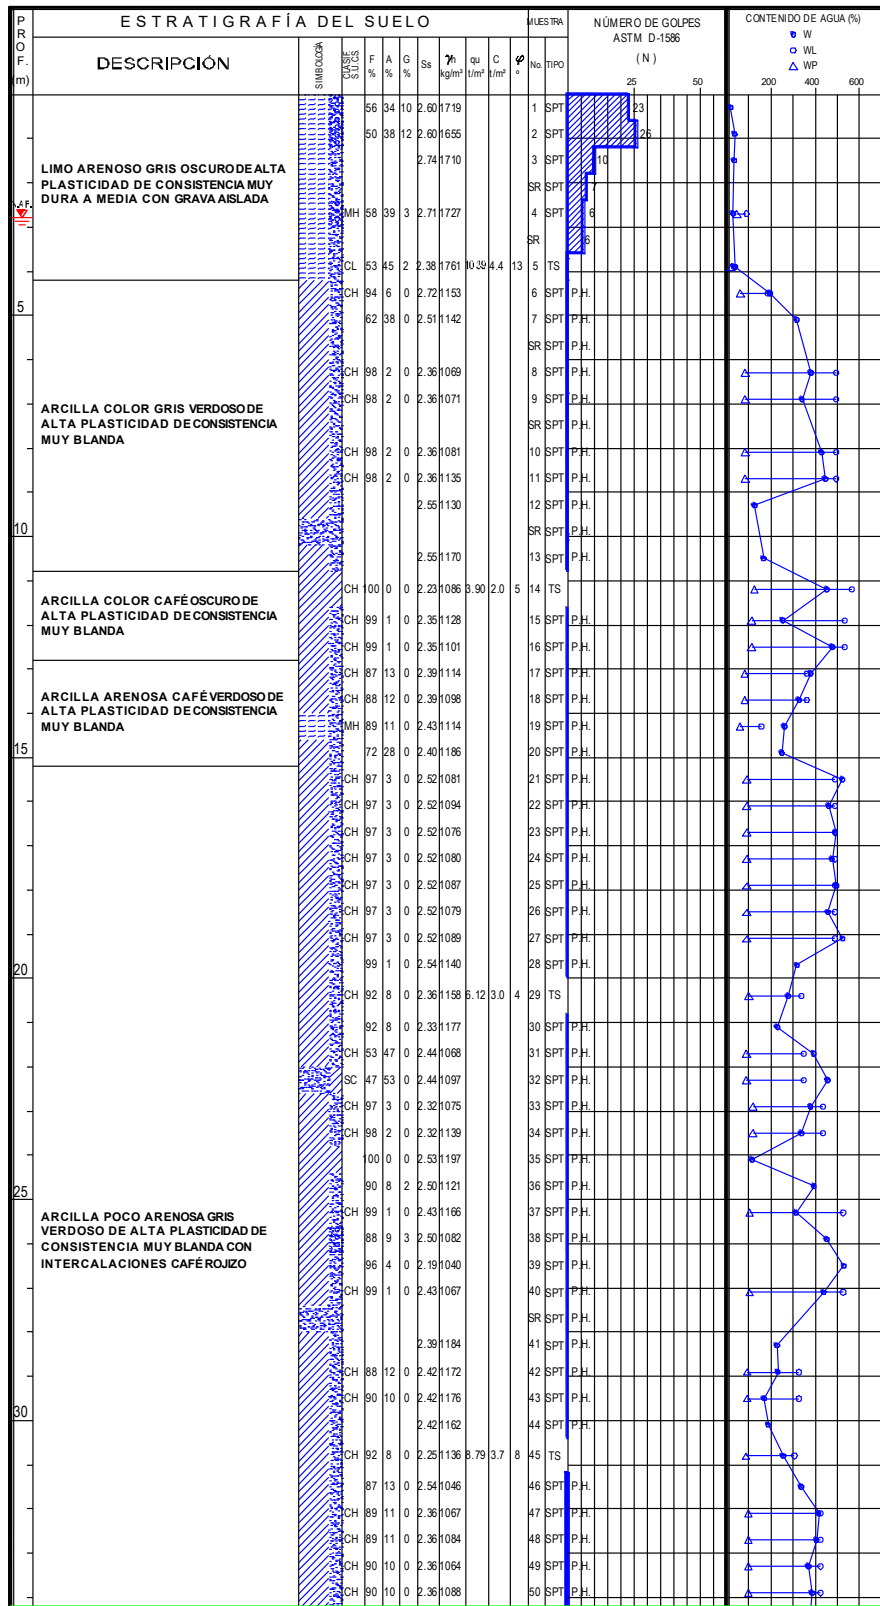 PROF. (m)
ESTRATIGRAFÍA DEL SUELO
DESCRIPCIÓN
SIMBOLOGÍA
CLASIF. S.U.C.S.
F %
A %
G %
Ss
γh kg/m³
qu t/m²
C t/m²
φ °
MUESTRA
No. TIPO
NÚMERO DE GOLPES
ASTM D-1586
( N )
25 50
CONTENIDO DE AGUA (%)
W
WL
WP
200 400 600
56 34 10 2.60 1719 1 SPT 23
50 38 12 2.60 1655 2 SPT 26
2.74 1710 3 SPT 10
LIMO ARENOSO GRIS OSCURO DE ALTA
PLASTICIDAD DE CONSISTENCIA MUY
DURA A MEDIA CON GRAVA AISLADA
SR SPT 7
MH 58 39 3 2.71 1727 4 SPT 6
SR 6
CL 53 45 2 2.38 1761 10.39 4.4 13 5 TS
CH 94 6 0 2.72 1153 6 SPT P.H.
5
62 38 0 2.51 1142 7 SPT P.H.
SR SPT P.H.
CH 98 2 0 2.36 1069 8 SPT P.H.
CH 98 2 0 2.36 1071 9 SPT P.H.
ARCILLA COLOR GRIS VERDOSO DE
ALTA PLASTICIDAD DE CONSISTENCIA
MUY BLANDA
SR SPT P.H.
CH 98 2 0 2.36 1081 10 SPT P.H.
CH 98 2 0 2.36 1135 11 SPT P.H.
2.55 1130 12 SPT P.H.
10
SR SPT P.H.
2.55 1170 13 SPT P.H.
CH 100 0 0 2.23 1086 3.90 2.0 5 14 TS
ARCILLA COLOR CAFÉ OSCURO DE
ALTA PLASTICIDAD DE CONSISTENCIA
MUY BLANDA
CH 99 1 0 2.35 1128 15 SPT P.H.
CH 99 1 0 2.35 1101 16 SPT P.H.
CH 87 13 0 2.39 1114 17 SPT P.H.
ARCILLA ARENOSA CAFÉ VERDOSO DE
ALTA PLASTICIDAD DE CONSISTENCIA
MUY BLANDA
CH 88 12 0 2.39 1098 18 SPT P.H.
MH 89 11 0 2.43 1114 19 SPT P.H.
15
72 28 0 2.40 1186 20 SPT P.H.
CH 97 3 0 2.52 1081 21 SPT P.H.
CH 97 3 0 2.52 1094 22 SPT P.H.
CH 97 3 0 2.52 1076 23 SPT P.H.
CH 97 3 0 2.52 1080 24 SPT P.H.
CH 97 3 0 2.52 1087 25 SPT P.H.
CH 97 3 0 2.52 1079 26 SPT P.H.
CH 97 3 0 2.52 1089 27 SPT P.H.
99 1 0 2.54 1140 28 SPT P.H.
20
CH 92 8 0 2.36 1158 6.12 3.0 4 29 TS
92 8 0 2.33 1177 30 SPT P.H.
CH 53 47 0 2.44 1068 31 SPT P.H.
SC 47 53 0 2.44 1097 32 SPT P.H.
CH 97 3 0 2.32 1075 33 SPT P.H.
CH 98 2 0 2.32 1139 34 SPT P.H.
100 0 0 2.53 1197 35 SPT P.H.
90 8 2 2.50 1121 36 SPT P.H.
25
CH 99 1 0 2.43 1166 37 SPT P.H.
ARCILLA POCO ARENOSA GRIS
VERDOSO DE ALTA PLASTICIDAD DE
CONSISTENCIA MUY BLANDA CON
INTERCALACIONES CAFÉ ROJIZO
88 9 3 2.50 1082 38 SPT P.H.
96 4 0 2.19 1040 39 SPT P.H.
CH 99 1 0 2.43 1067 40 SPT P.H.
SR SPT P.H.
2.39 1184 41 SPT P.H.
CH 88 12 0 2.42 1172 42 SPT P.H.
CH 90 10 0 2.42 1176 43 SPT P.H.
30
2.42 1162 44 SPT P.H.
CH 92 8 0 2.25 1136 8.79 3.7 8 45 TS
87 13 0 2.54 1046 46 SPT P.H.
CH 89 11 0 2.36 1067 47 SPT P.H.
CH 89 11 0 2.36 1084 48 SPT P.H.
CH 90 10 0 2.36 1064 49 SPT P.H.
CH 90 10 0 2.36 1088 50 SPT P.H.